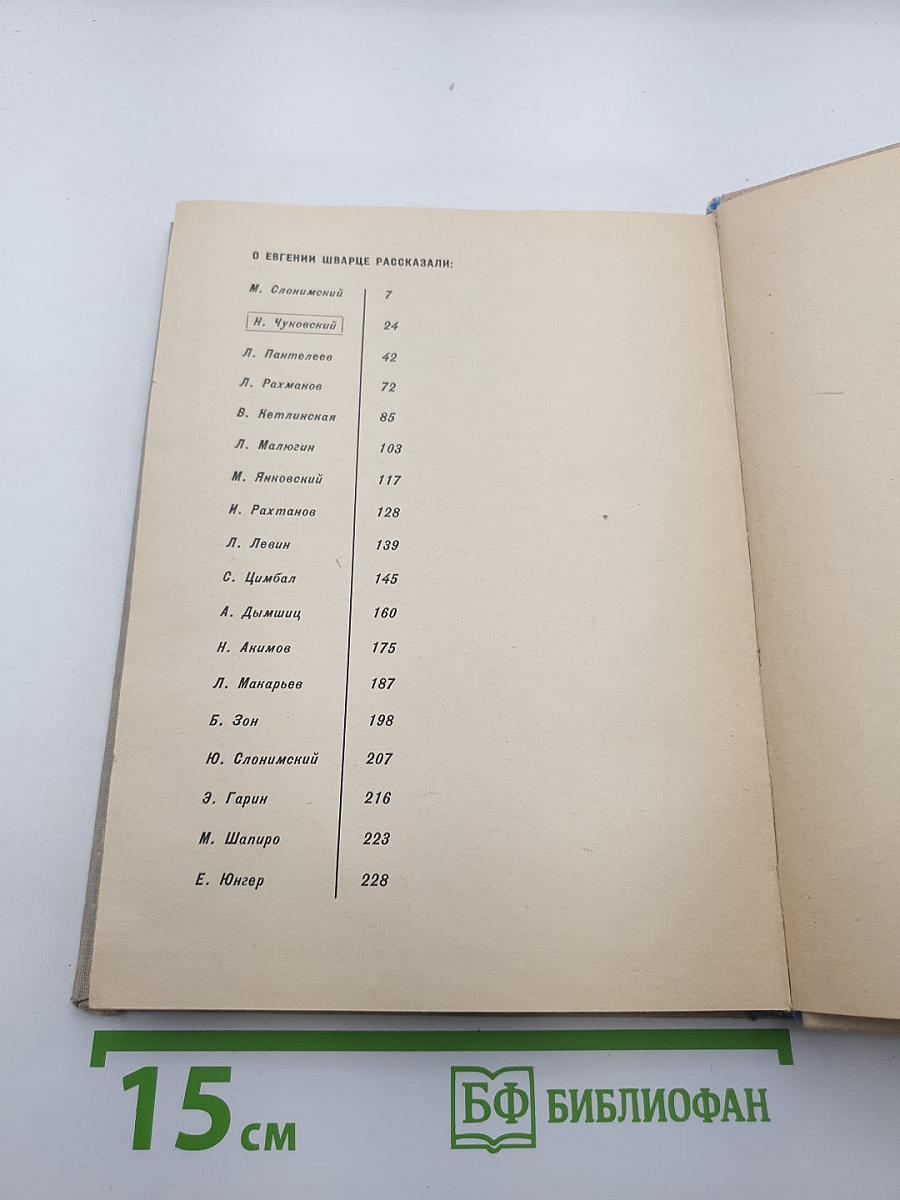 О ЕВГЕНИИ ШВАРЦЕ РАССКАЗАЛИ:
М. Слонимский 7
Н. Чуковский 24
Л. Пантелеев 42
Л. Рахманов 72
В. Кетлинская 85
Л. Малюгин 103
М. Янковский 117
И. Рахтанов 128
Л. Левин 139
С. Цимбал 145
А. Дымшиц 160
Н. Акимов 175
Л. Макарьев 187
Б. Зон 198
Ю. Слонимский 207
Э. Гарин 216
М. Шапиро 223
Е. Юнгер 228
15 см
БФ БИБЛИОФАН